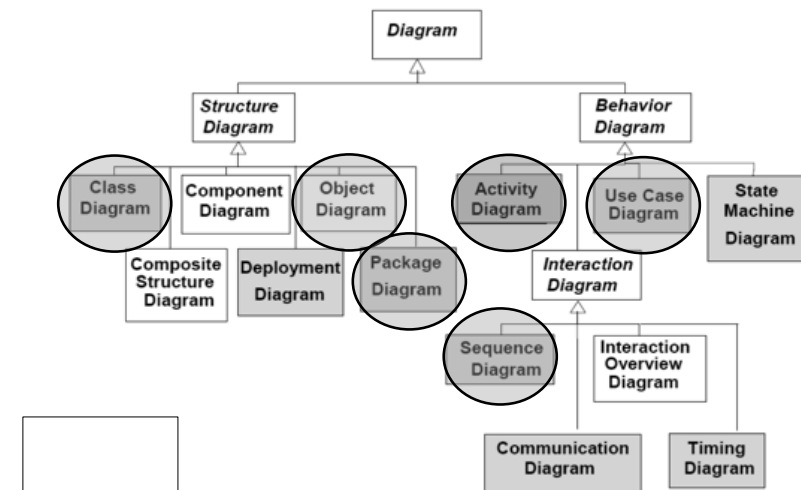 Diagram
Structure
Diagram
Behavior
Diagram
Class
Diagram
Component
Diagram
Object
Diagram
Activity
Diagram
Use Case
Diagram
State
Machine
Diagram
Composite
Structure
Diagram
Deployment
Diagram
Package
Diagram
Interaction
Diagram
Sequence
Diagram
Interaction
Overview
Diagram
Communication
Diagram
Timing
Diagram